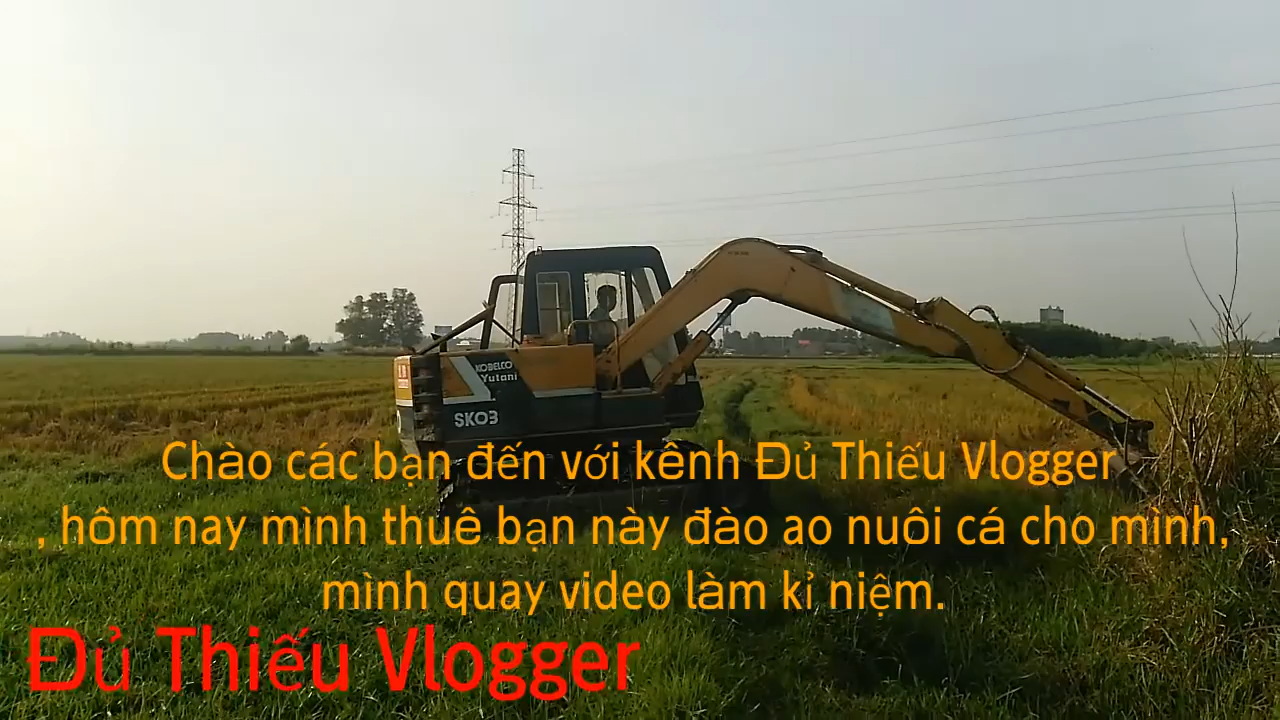 KOBELCO
Yutani
SK03
Chào các bạn đến với kênh Đủ Thiếu Vlogger
, hôm nay mình thuê bạn này đào ao nuôi cá cho mình,
mình quay video làm kỉ niệm.
Đủ Thiếu Vlogger